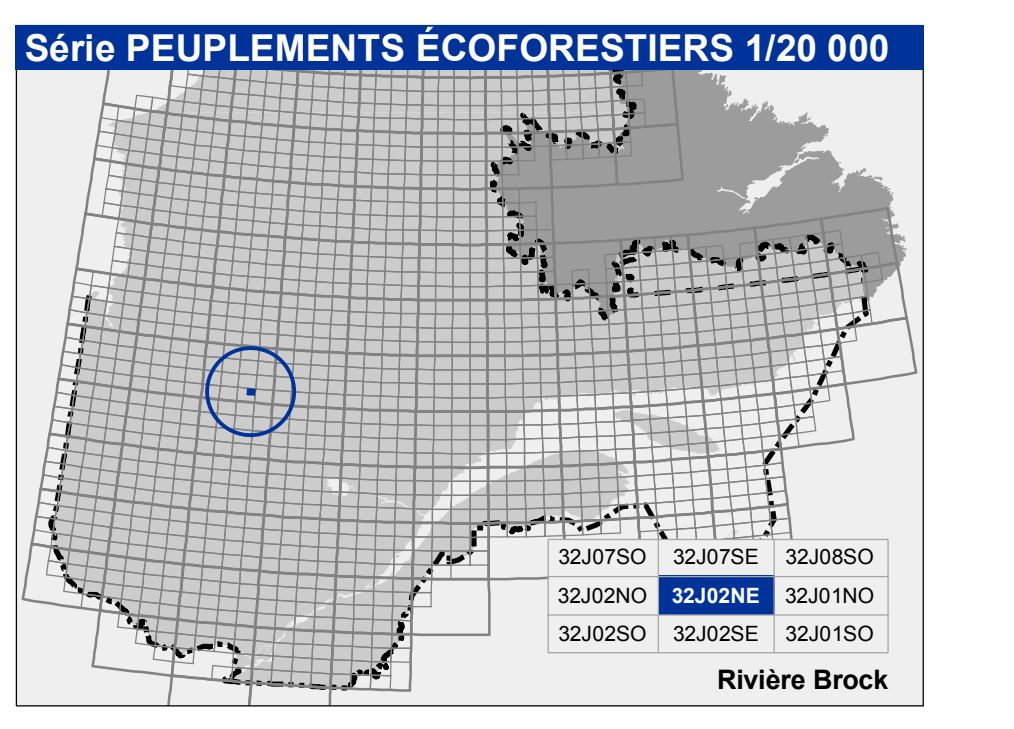 Série PEUPLEMENTS ÉCOFORESTIERS 1/20 000
32J07SO 32J07SE 32J08SO
32J02NO 32J02NE 32J01NO
32J02SO 32J02SE 32J01SO
Rivière Brock